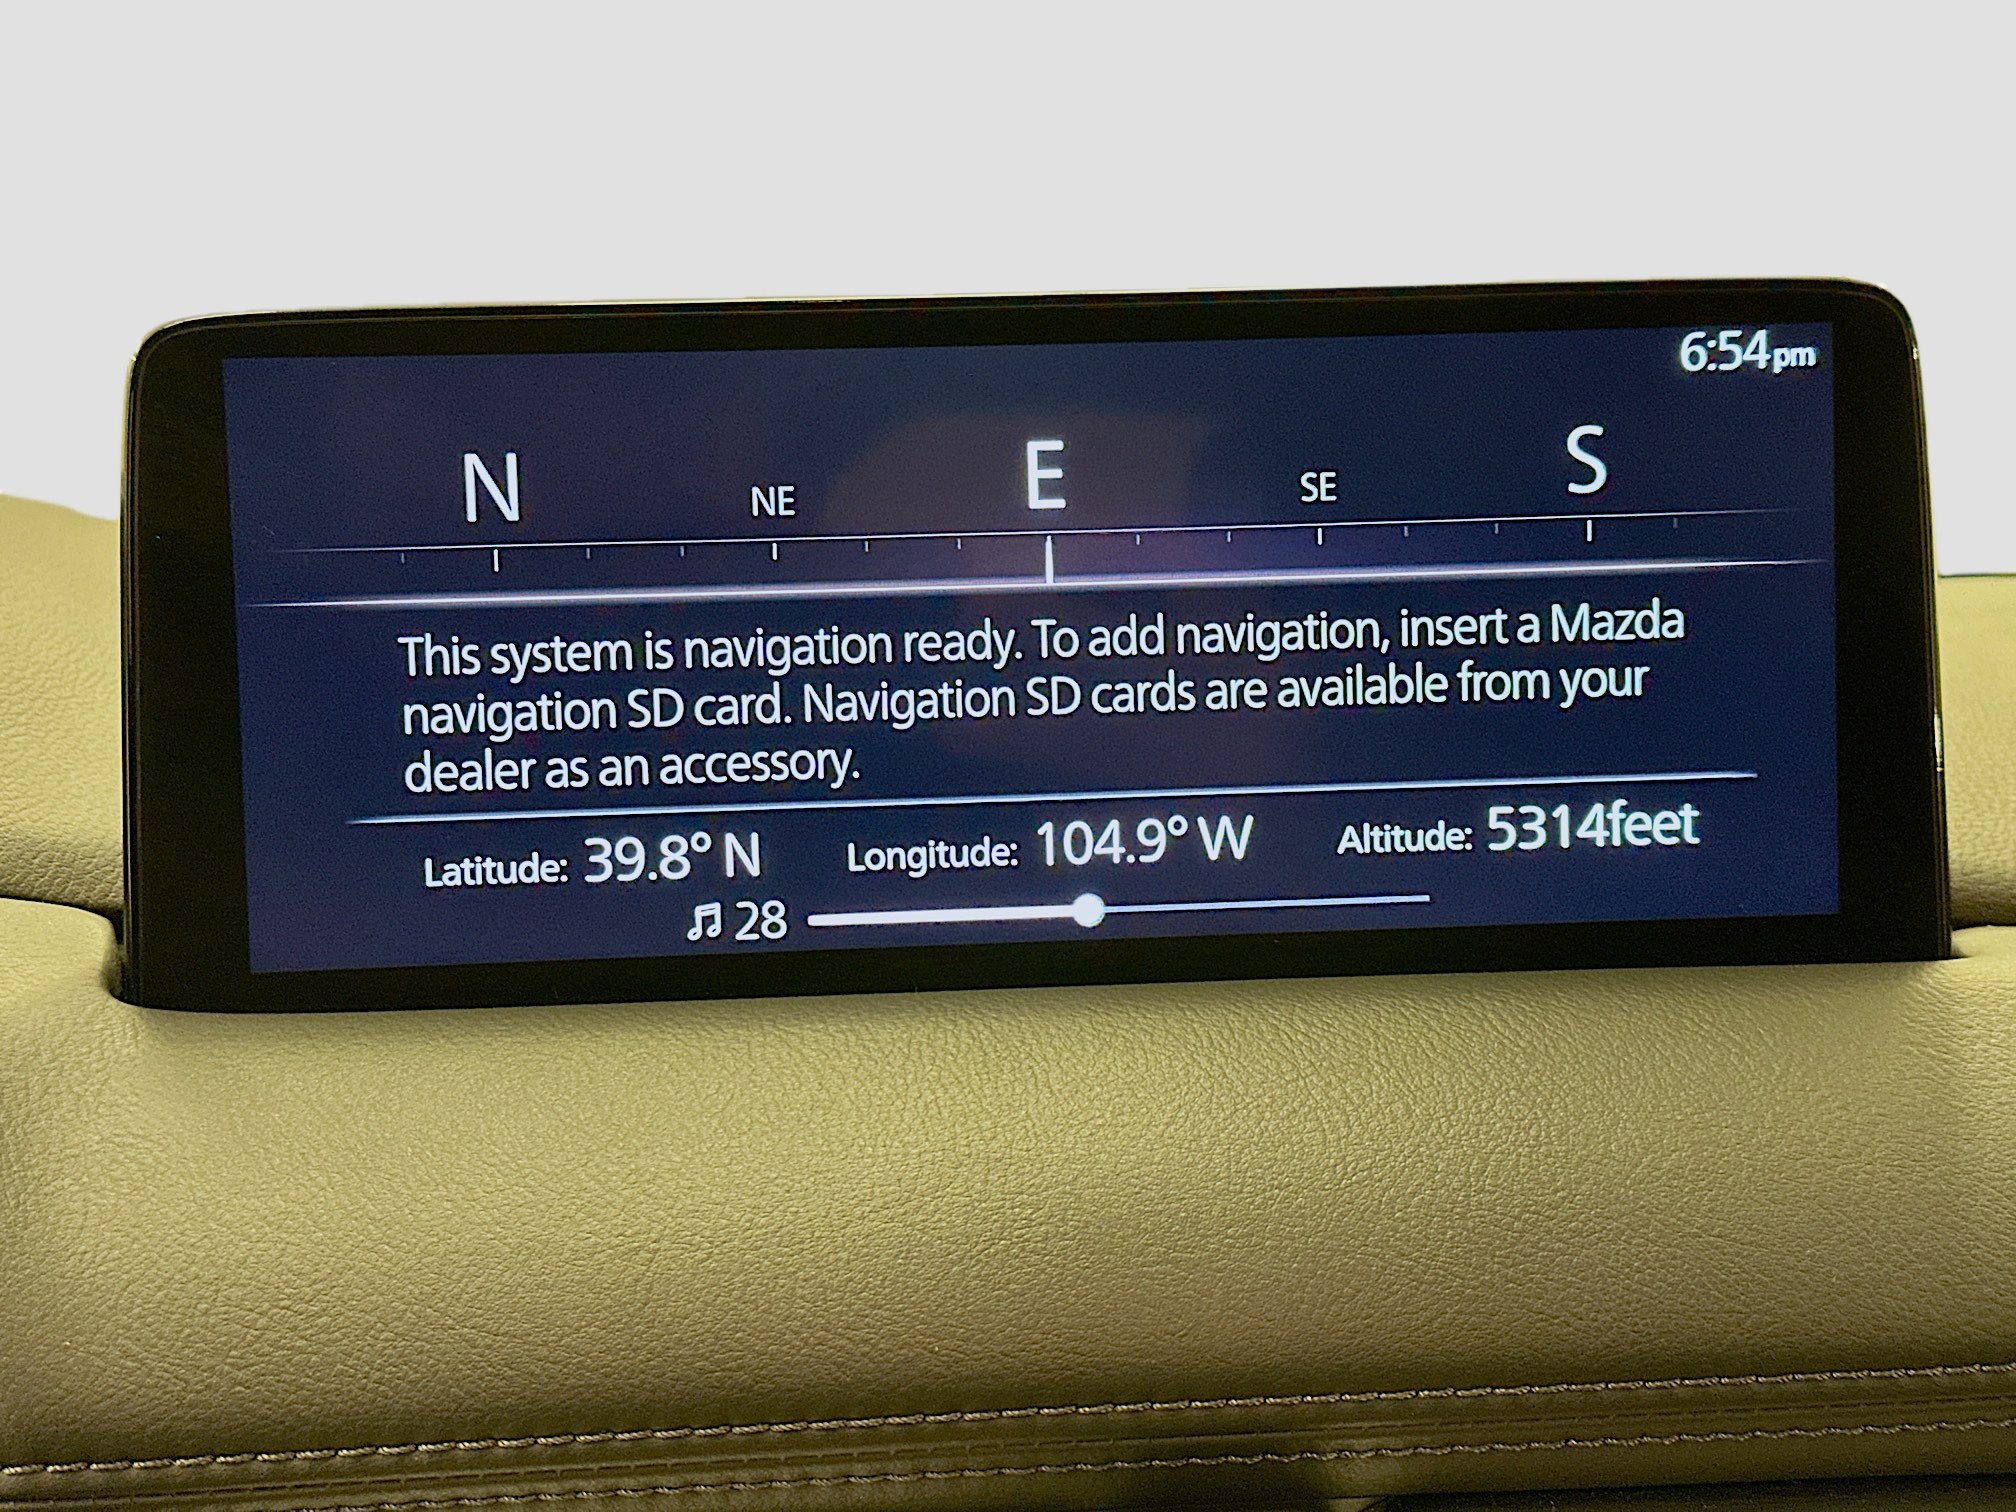 6:54pm
N NE E SE S
This system is navigation ready. To add navigation, insert a Mazda
navigation SD card. Navigation SD cards are available from your
dealer as an accessory.
Latitude: 39.8° N Longitude: 104.9° W Altitude: 5314feet
28